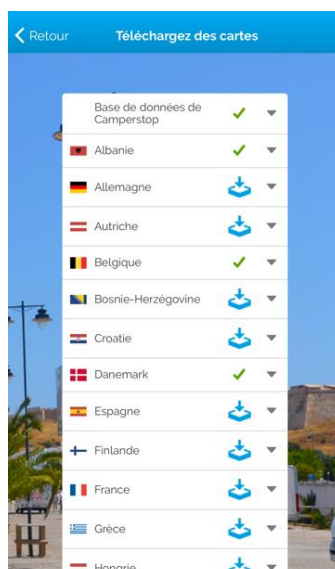 Retour
Téléchargez des cartes
Base de données de
Camperstop
Albanie
Allemagne
Autriche
Belgique
Bosnie-Herzégovine
Croatie
Danemark
Espagne
Finlande
France
Grèce
Hongrie